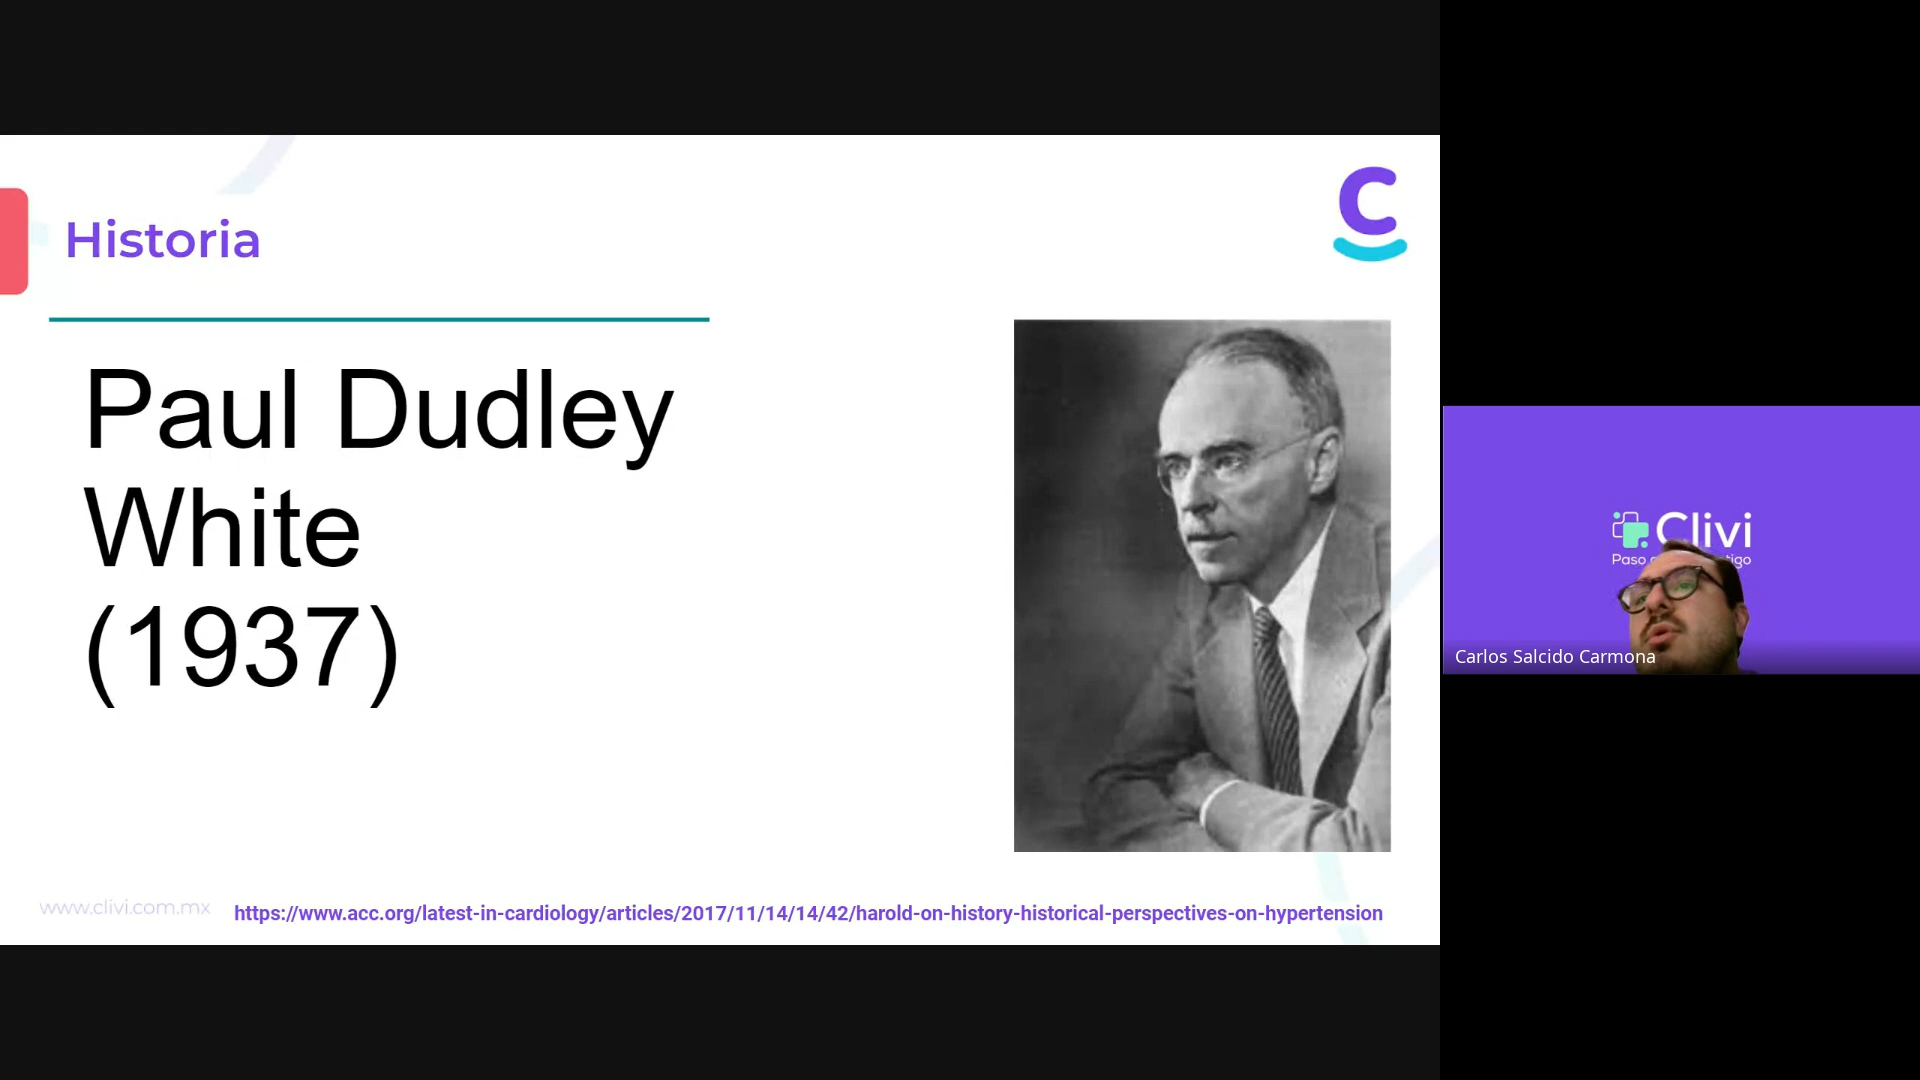 Historia
Paul Dudley
White
(1937)
www.clivi.com.mx
https://www.acc.org/latest-in-cardiology/articles/2017/11/14/14/42/harold-on-history-historical-perspectives-on-hypertension
Clivi
Paso
Carlos Salcido Carmona